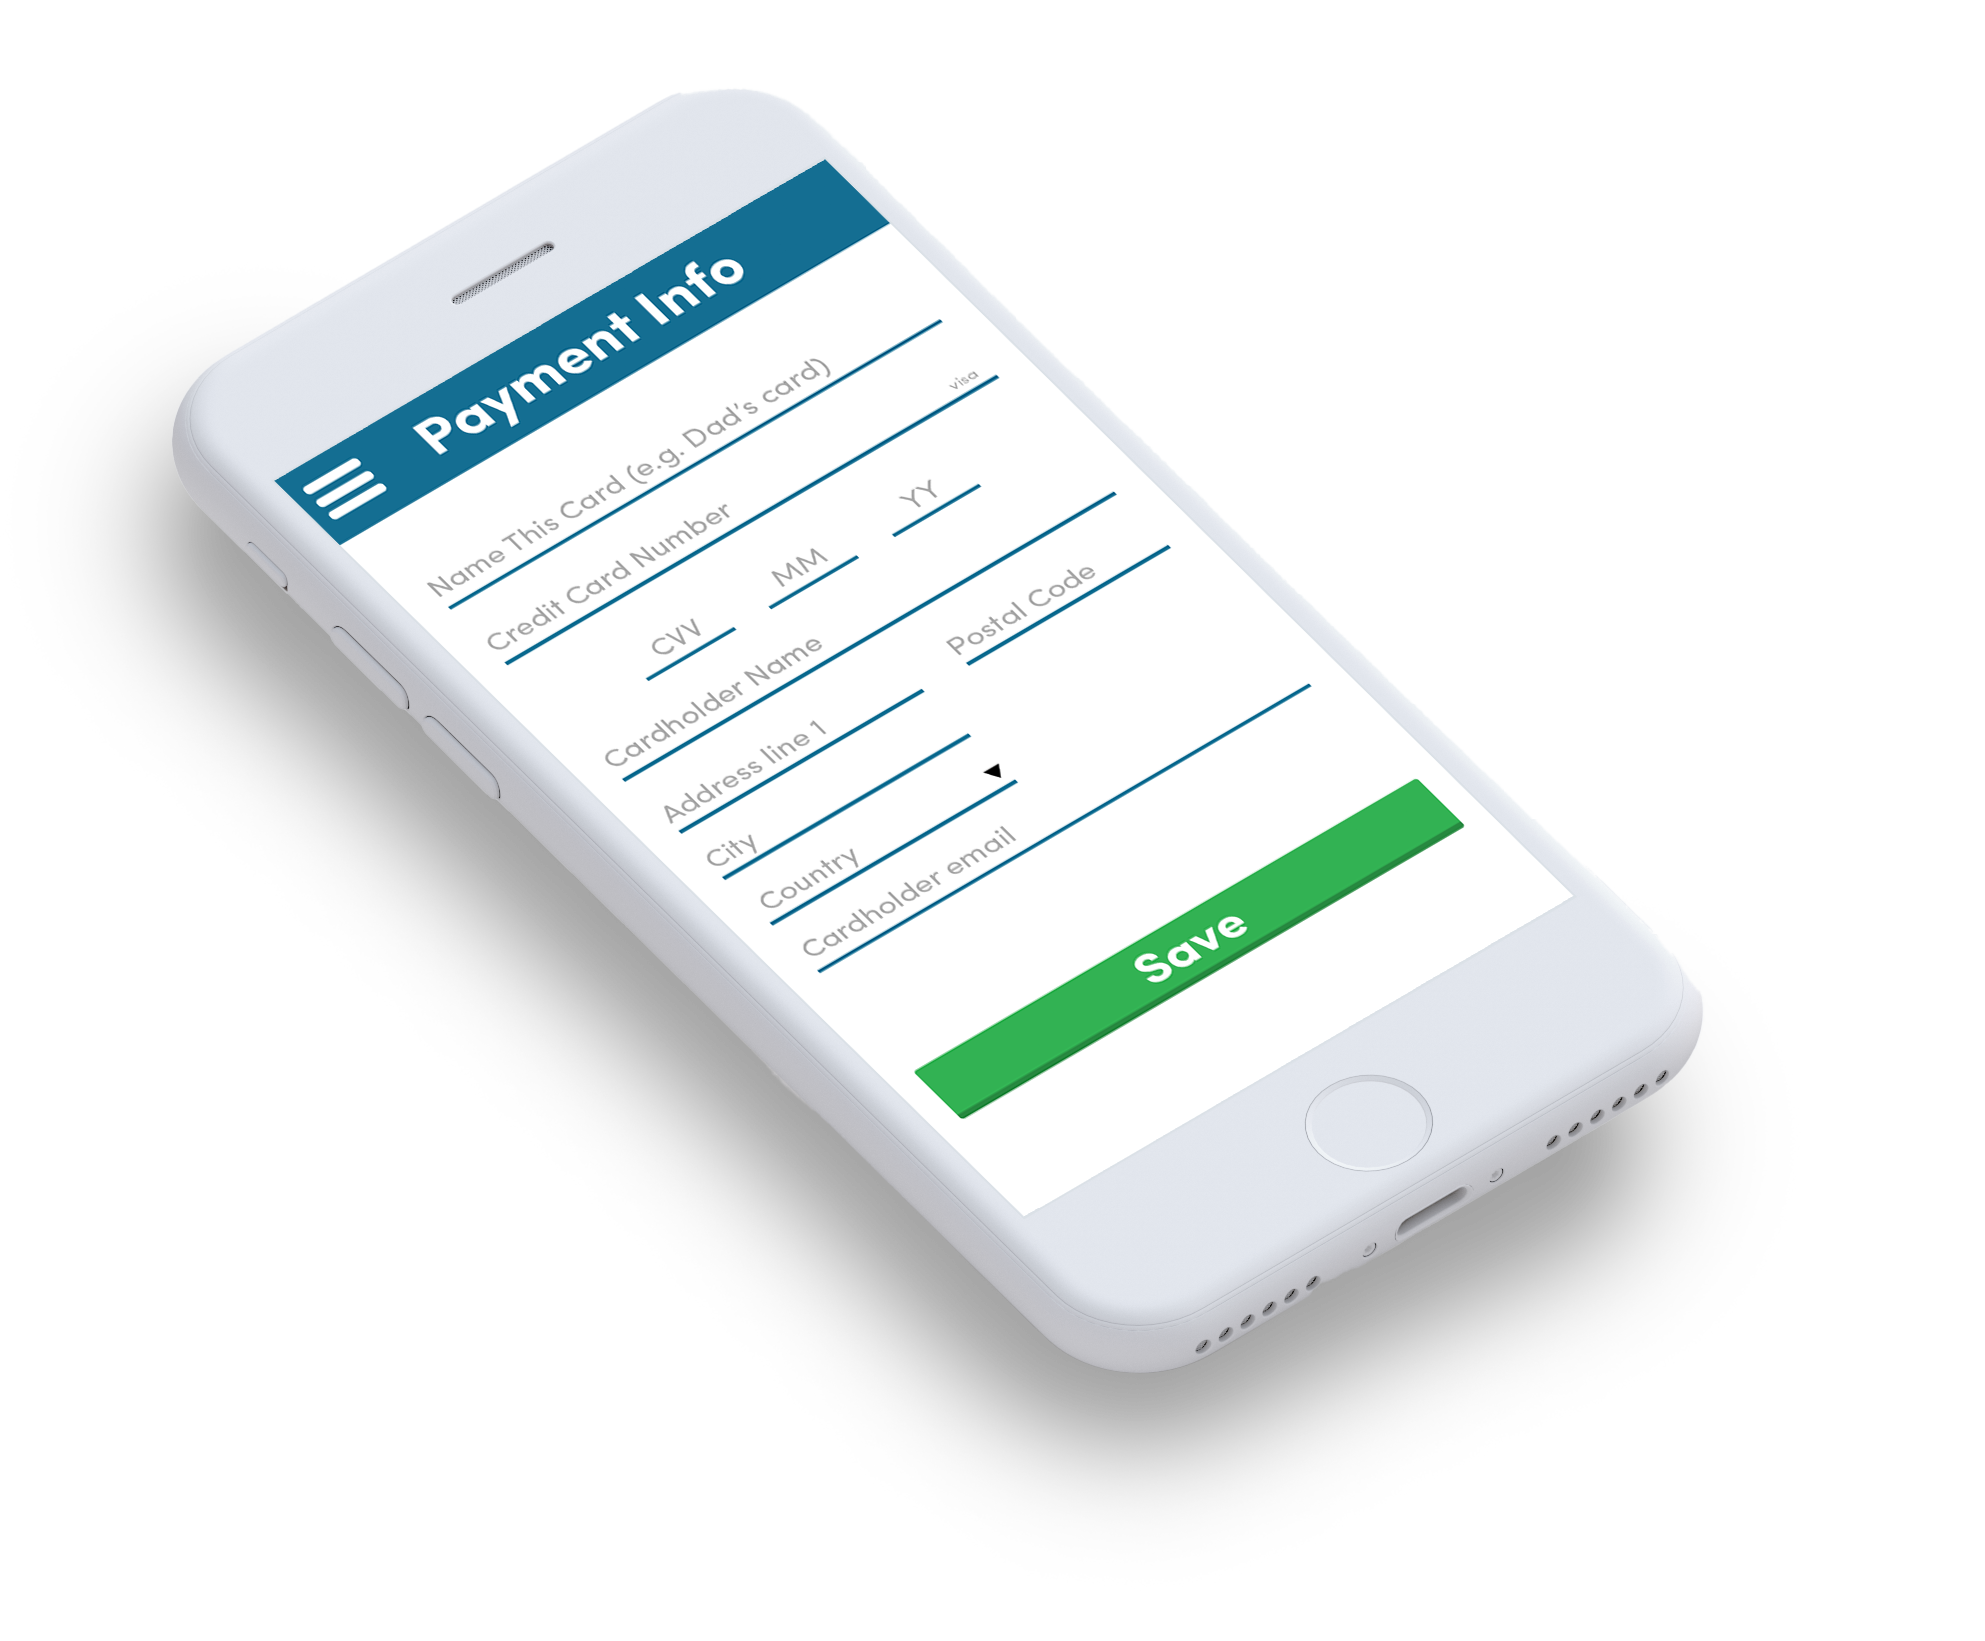 Payment Info
Name This Card (e.g. Dad's card)
Credit Card Number visa
CVV MM YY
Cardholder Name
Address line 1 Postal Code
City
Country
Cardholder email
Save